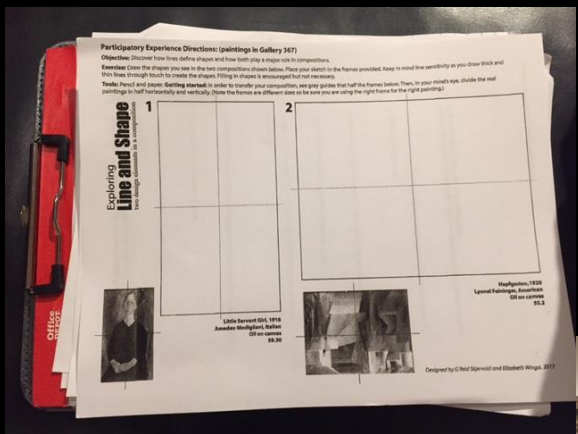 Participatory Experience Directions: (paintings in Gallery 367)
Objective: Discover how lines define shapes and how both play a major role in compositions.
Exercise: Draw the shapes you see in the two compositions shown below. Place your sketch in the frames provided. Keep in mind line sensitivity as you draw thick and
thin lines through touch to create the shapes. Filling in shapes is encouraged but not necessary.
Tools: Pencil and paper. Getting started: In order to transfer your composition, see gray guides that half the frames below. Then, in your mind's eye, divide the real
paintings in half horizontally and vertically. (Note the frames are different sizes so be sure you are using the right frame for the right painting.)
Exploring
Line and Shape
two design elements in a composition
1
2
Little Servant Girl, 1916
Amedeo Modigliani, Italian
Oil on canvas
59.30
Hopfgarten, 1920
Lyonel Feininger, American
Oil on canvas
55.2
Designed by G Reid Skjervold and Elizabeth Winga, 2017
Office
DEPOT